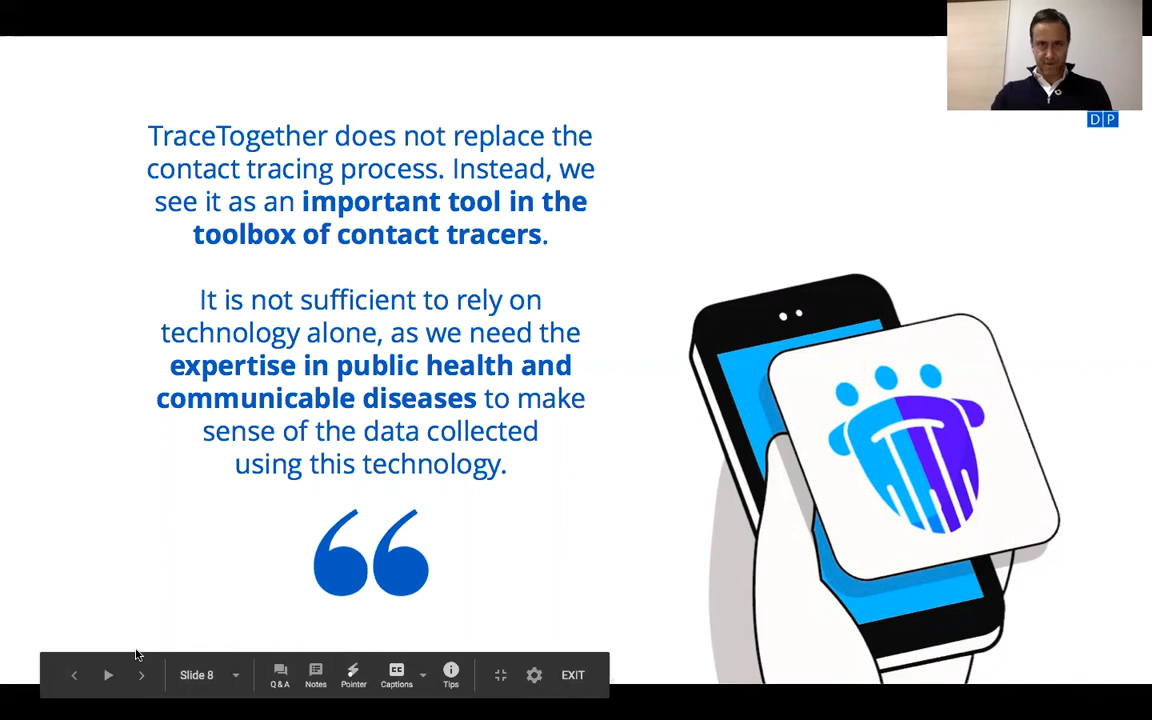 D P
TraceTogether does not replace the
contact tracing process. Instead, we
see it as an important tool in the
toolbox of contact tracers.
It is not sufficient to rely on
technology alone, as we need the
expertise in public health and
communicable diseases to make
sense of the data collected
using this technology.
Slide 8
Q & A
Notes
Pointer
CC
Captions
Tips
EXIT